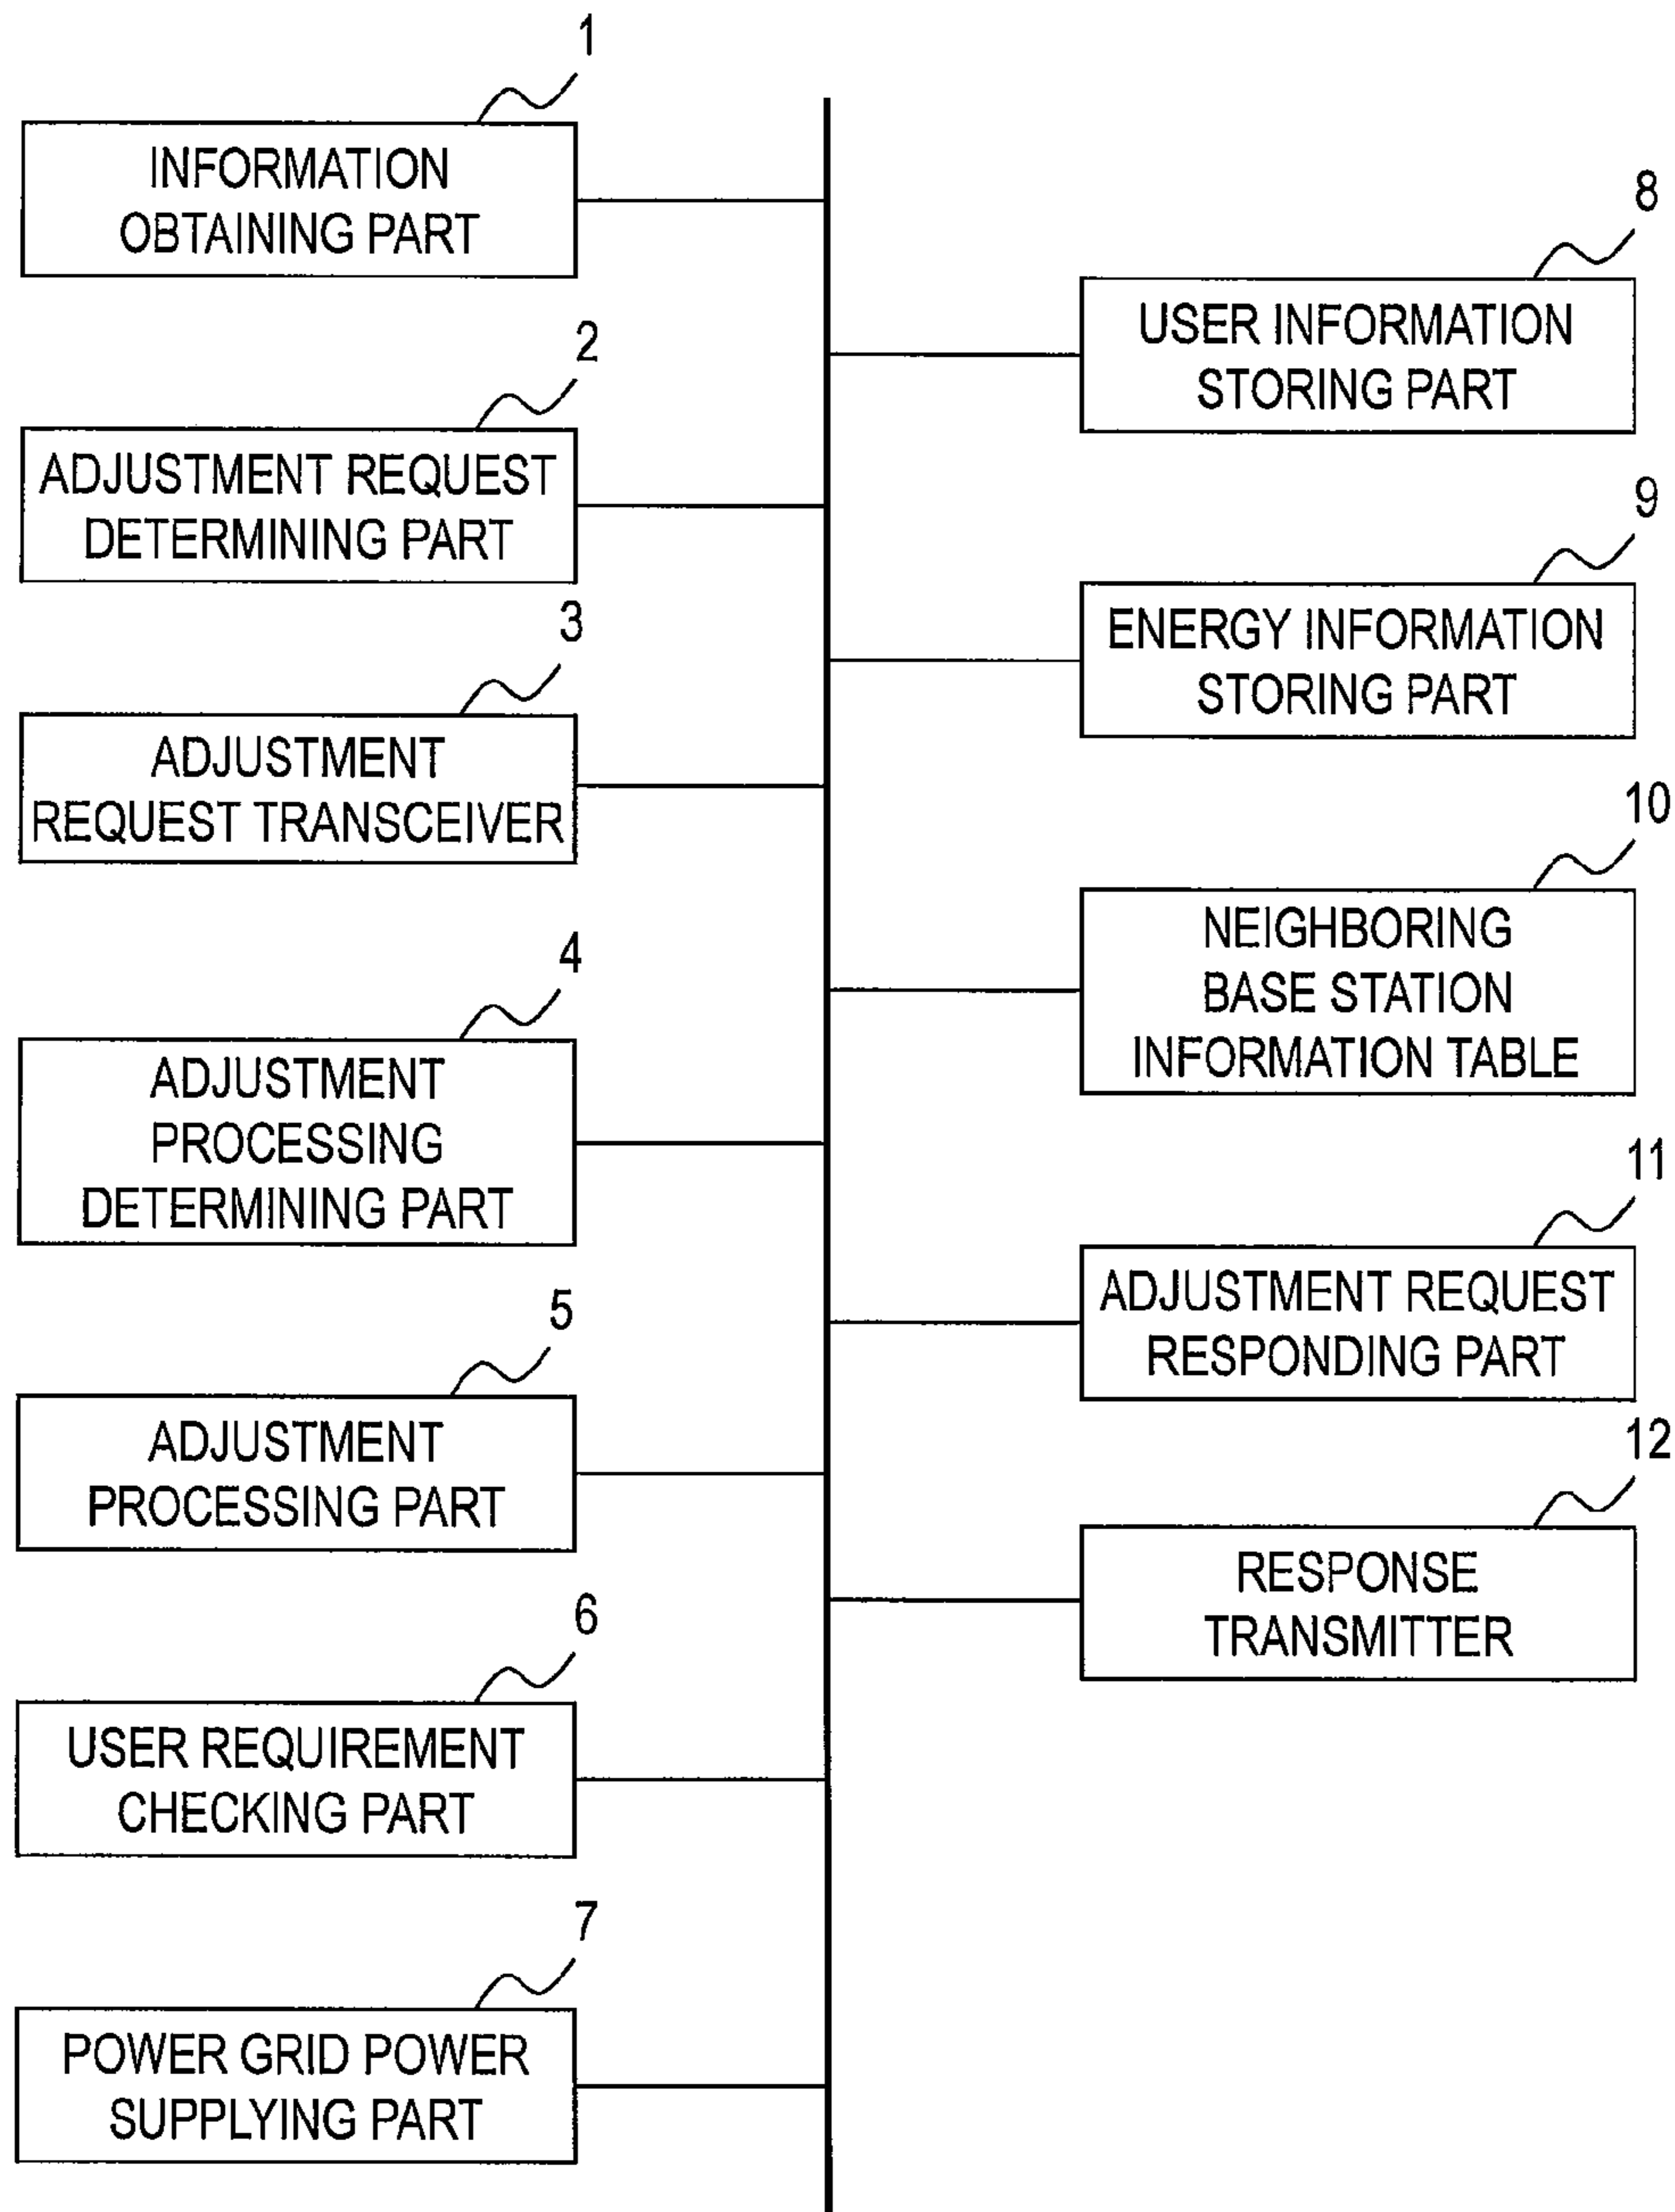 1
INFORMATION
OBTAINING PART
2
ADJUSTMENT REQUEST
DETERMINING PART
3
ADJUSTMENT
REQUEST TRANSCEIVER
4
ADJUSTMENT
PROCESSING
DETERMINING PART
5
ADJUSTMENT
PROCESSING PART
6
USER REQUIREMENT
CHECKING PART
7
POWER GRID POWER
SUPPLYING PART
8
USER INFORMATION
STORING PART
9
ENERGY INFORMATION
STORING PART
10
NEIGHBORING
BASE STATION
INFORMATION TABLE
11
ADJUSTMENT REQUEST
RESPONDING PART
12
RESPONSE
TRANSMITTER